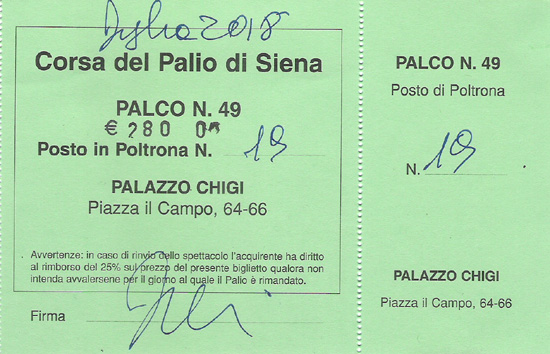 Luglio 2018
Corsa del Palio di Siena
PALCO N. 49
€ 280 00
Posto in Poltrona N. 19
PALAZZO CHIGI
Piazza il Campo, 64-66
Avvertenze: in caso di rinvio dello spettacolo l'acquirente ha diritto
al rimborso del 25% sul prezzo del presente biglietto qualora non
intenda avvalersene per il giorno al quale il Palio è rimandato.
Firma
PALCO N. 49
Posto di Poltrona
N. 19
PALAZZO CHIGI
Piazza il Campo, 64-66